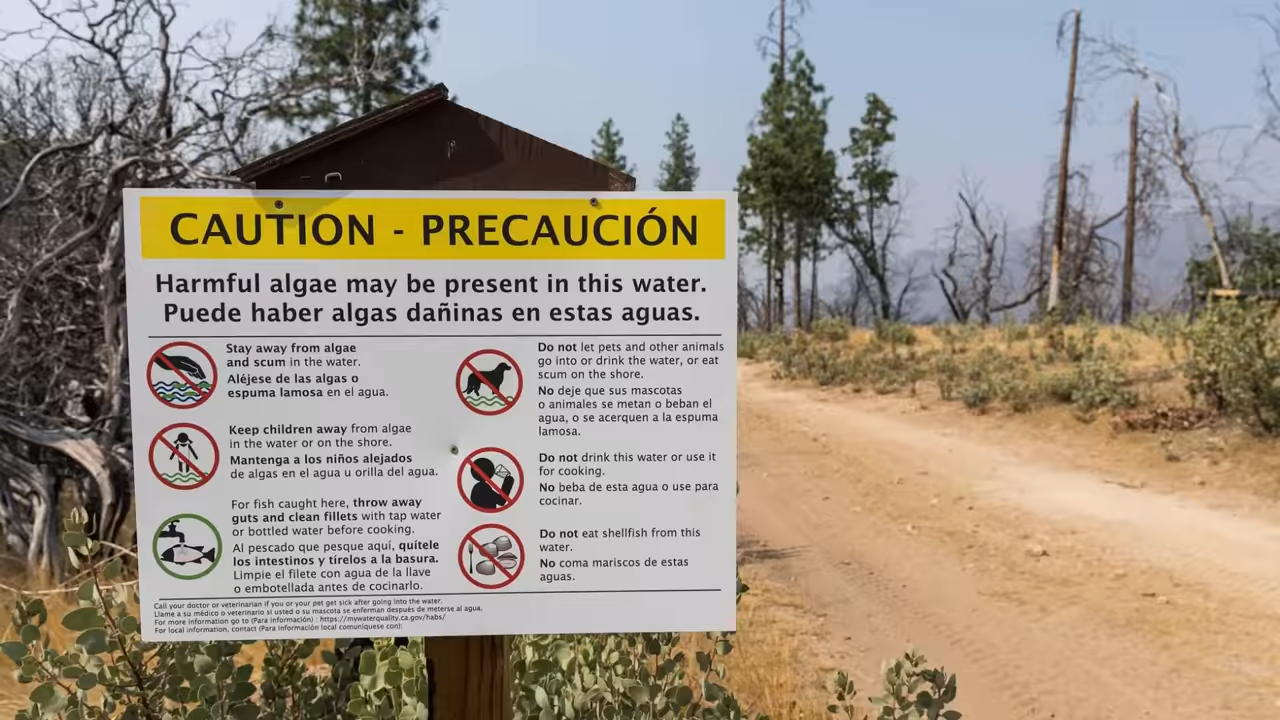 CAUTION - PRECAUCIÓN
Harmful algae may be present in this water.
Puede haber algas dañinas en estas aguas.
Stay away from algae
and scum in the water.
Aléjese de las algas o
espuma lamosa en el agua.
Keep children away from algae
in the water or on the shore.
Mantenga a los niños alejados
de algas en el agua u orilla del agua.
For fish caught here, throw away
guts and clean fillets with tap water
or bottled water before cooking.
Al pescado que pesque aquí, quítele
los intestinos y tírelos a la basura.
Limpie el filete con agua de la llave
o embotellada antes de cocinarlo.
Do not let pets and other animals
go into or drink the water, or eat
scum on the shore.
No deje que sus mascotas
o animales se metan o beban el
agua, o se acerquen a la espuma
lamosa.
Do not drink this water or use it
for cooking.
No beba de esta agua o use para
cocinar.
Do not eat shellfish from this
water.
No coma mariscos de estas
aguas.
Call your doctor or veterinarian if you or your pet get sick after going into the water.
Llame a su médico o veterinario si usted o su mascota se enferman después de meterse al agua.
For more information go to (Para información) : https://mywaterquality.ca.gov/habs/
For local information, contact (Para información local comuníquese con):